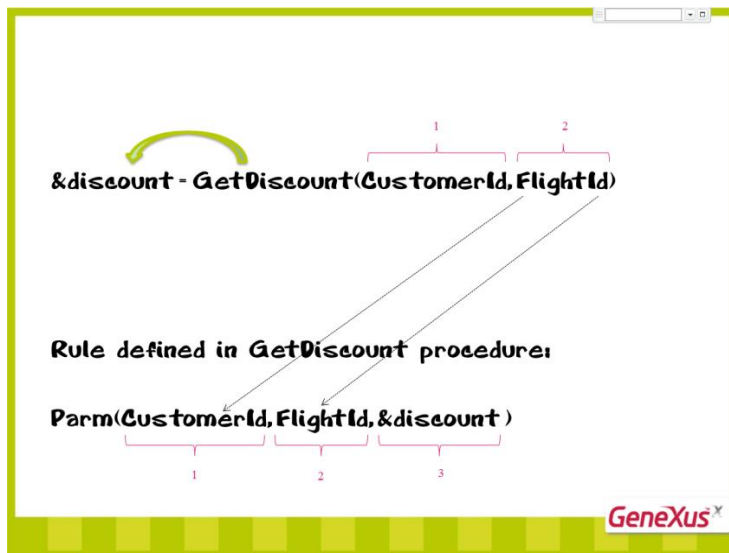 1 2
&discount = GetDiscount(CustomerId, FlightId)
Rule defined in GetDiscount procedure:
Parm(CustomerId, FlightId, &discount )
1 2 3
GeneXus X